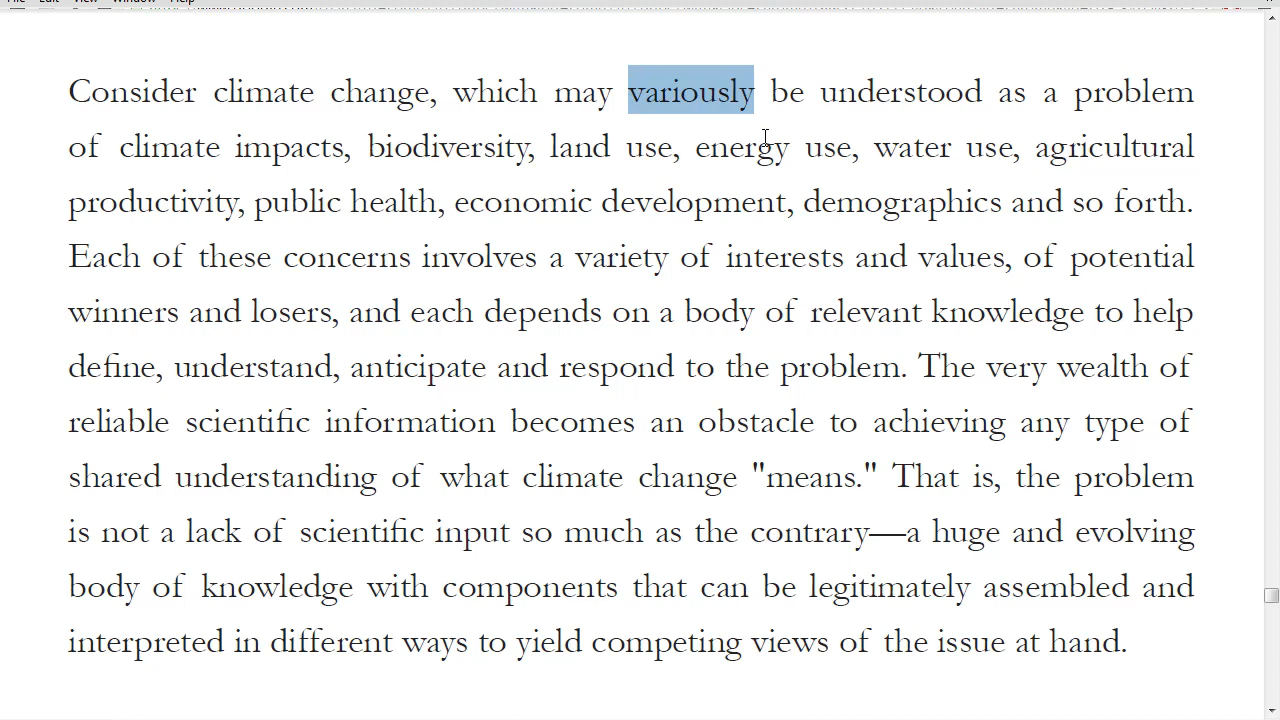 File Edit View Window Help
Consider climate change, which may variously be understood as a problem
of climate impacts, biodiversity, land use, energy use, water use, agricultural
productivity, public health, economic development, demographics and so forth.
Each of these concerns involves a variety of interests and values, of potential
winners and losers, and each depends on a body of relevant knowledge to help
define, understand, anticipate and respond to the problem. The very wealth of
reliable scientific information becomes an obstacle to achieving any type of
shared understanding of what climate change "means." That is, the problem
is not a lack of scientific input so much as the contrary—a huge and evolving
body of knowledge with components that can be legitimately assembled and
interpreted in different ways to yield competing views of the issue at hand.